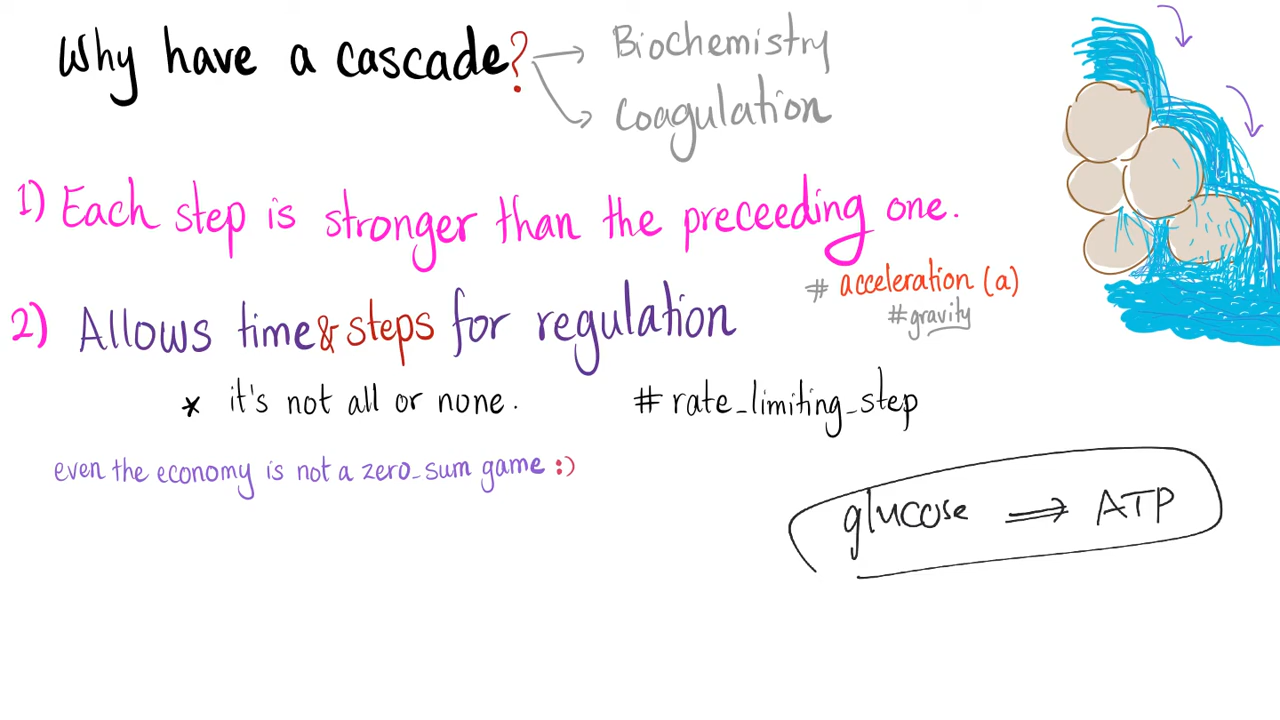 Why have a cascade?
Biochemistry
Coagulation
1) Each step is stronger than the preceeding one.
# acceleration (a)
#gravity
2) Allows time & steps for regulation
* it's not all or none.
#rate_limiting_step
even the economy is not a zero_sum game :)
glucose ⟹ ATP